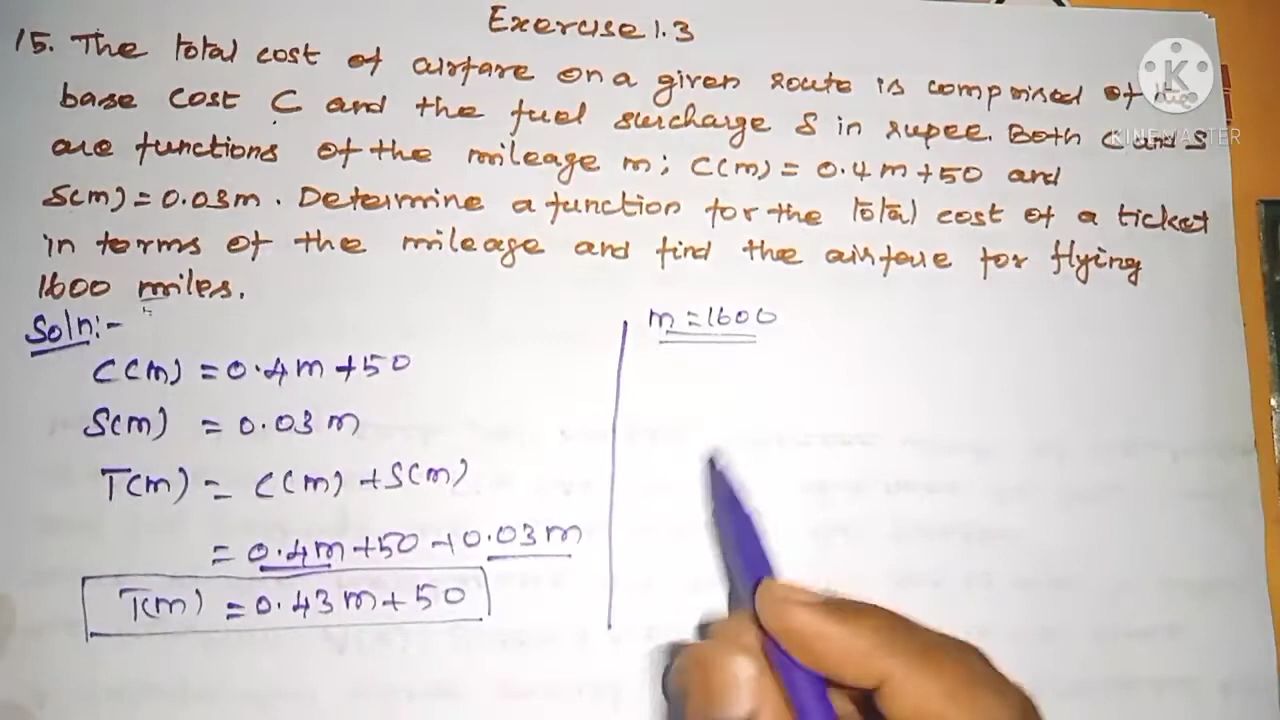 Exercise 1.3
15. The total cost of airfare on a given route is comprised of the
base cost C and the fuel surcharge S in rupee. Both C and S
are functions of the mileage m; C(m) = 0.4m+50 and
S(m) = 0.03m. Determine a function for the total cost of a ticket
in terms of the mileage and find the airfare for flying
1600 miles.
Soln:-
C(m) = 0.4m+50
S(m) = 0.03m
T(m) = C(m) + S(m)
= 0.4m+50+0.03m
T(m) = 0.43m+50
m = 1600
K
KINEMASTER